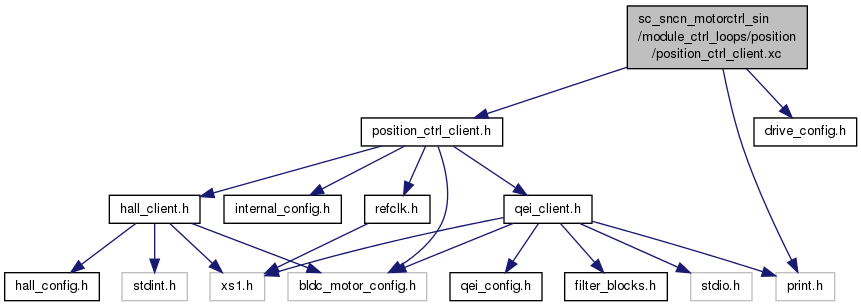 sc_sncn_motorctrl_sin
/module_ctrl_loops/position
/position_ctrl_client.xc
position_ctrl_client.h
drive_config.h
hall_client.h
internal_config.h
refclk.h
qei_client.h
hall_config.h
stdint.h
xs1.h
bldc_motor_config.h
qei_config.h
filter_blocks.h
stdio.h
print.h